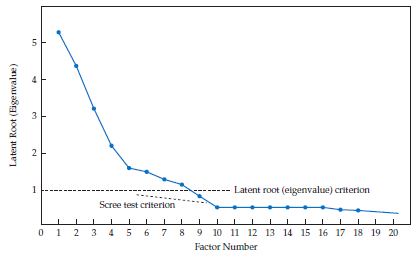 Latent Root (Eigenvalue)
5
4
3
2
1
Latent root (eigenvalue) criterion
Scree test criterion
0 1 2 3 4 5 6 7 8 9 10 11 12 13 14 15 16 17 18 19 20
Factor Number